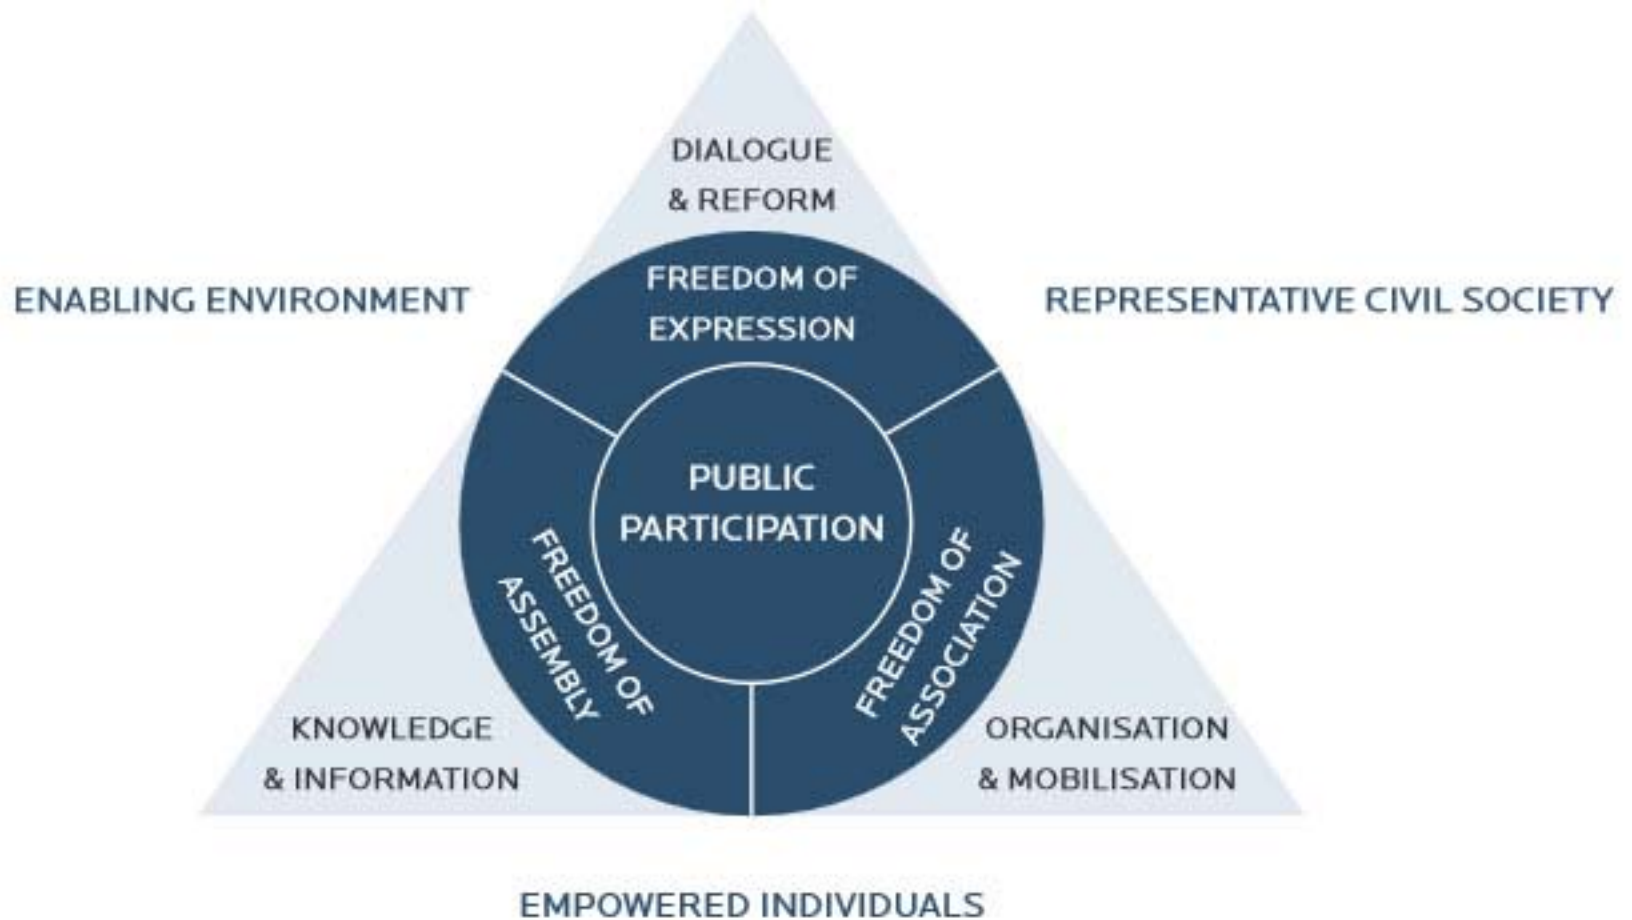 DIALOGUE
& REFORM
ENABLING ENVIRONMENT
FREEDOM OF
EXPRESSION
REPRESENTATIVE CIVIL SOCIETY
PUBLIC
PARTICIPATION
FREEDOM OF
ASSEMBLY
FREEDOM OF
ASSOCIATION
KNOWLEDGE
& INFORMATION
ORGANISATION
& MOBILISATION
EMPOWERED INDIVIDUALS